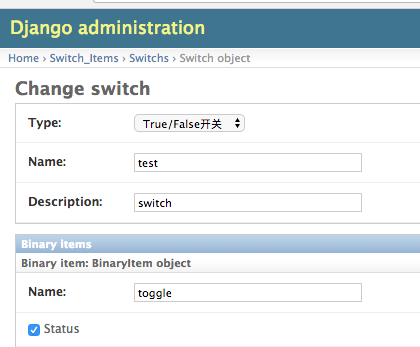 Django administration
Home › Switch_Items › Switchs › Switch object
Change switch
Type: True/False开关
Name: test
Description: switch
Binary items
Binary item: BinaryItem object
Name: toggle
Status